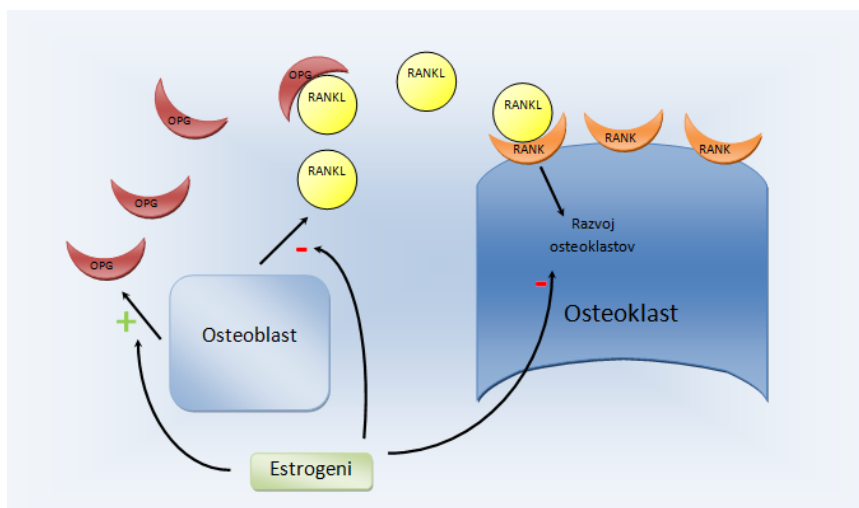 OPG
RANKL
RANKL
RANKL
OPG
RANK
RANK
RANK
RANKL
OPG
Razvoj
osteoklastov
-
OPG
-
+
Osteoblast
Osteoklast
Estrogeni